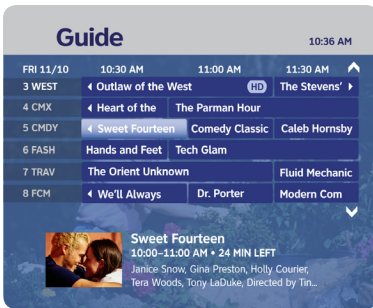 Guide
10:36 AM
FRI 11/10 10:30 AM 11:00 AM 11:30 AM
3 WEST Outlaw of the West HD The Stevens'
4 CMX Heart of the The Parman Hour
5 CMDY Sweet Fourteen Comedy Classic Caleb Hornsby
6 FASH Hands and Feet Tech Glam
7 TRAV The Orient Unknown Fluid Mechanic
8 FCM We'll Always Dr. Porter Modern Com
Sweet Fourteen
10:00–11:00 AM • 24 MIN LEFT
Janice Snow, Gina Preston, Holly Courier,
Tera Woods, Tony LaDuke, Directed by Tin...